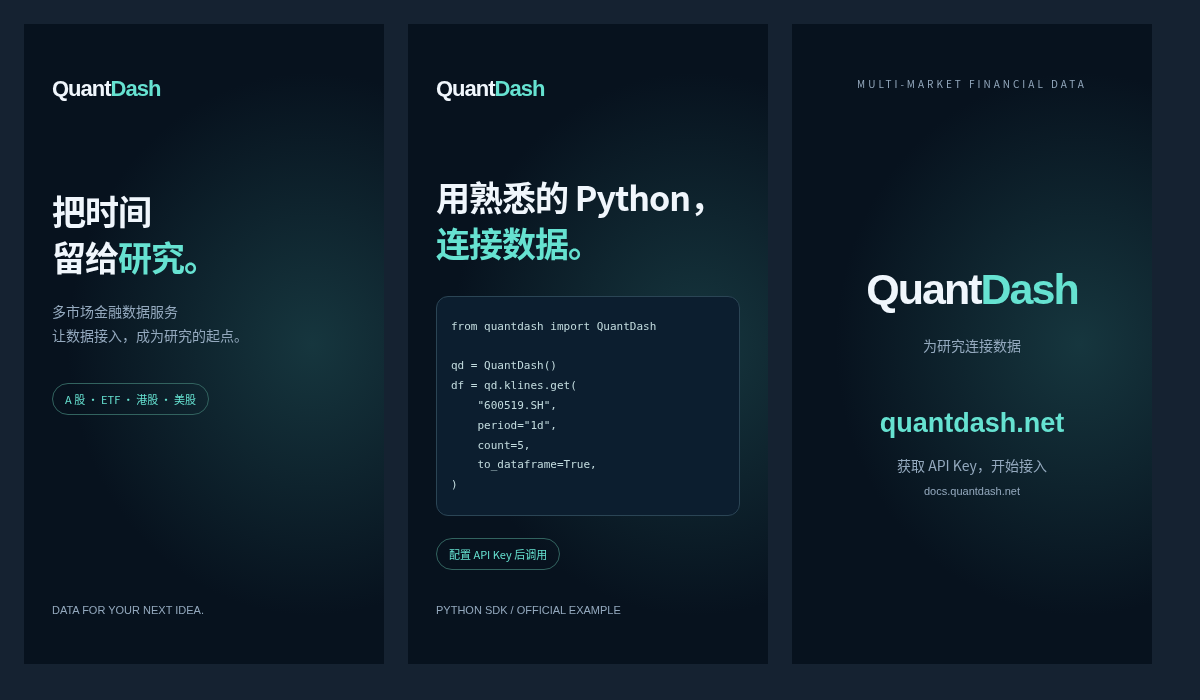 QuantDash
把时间
留给研究。
多市场金融数据服务
让数据接入，成为研究的起点。
A 股 · ETF · 港股 · 美股
DATA FOR YOUR NEXT IDEA.
QuantDash
用熟悉的 Python，
连接数据。
from quantdash import QuantDash
qd = QuantDash()
df = qd.klines.get(
    "600519.SH",
    period="1d",
    count=5,
    to_dataframe=True,
)
配置 API Key 后调用
PYTHON SDK / OFFICIAL EXAMPLE
MULTI-MARKET FINANCIAL DATA
QuantDash
为研究连接数据
quantdash.net
获取 API Key，开始接入
docs.quantdash.net